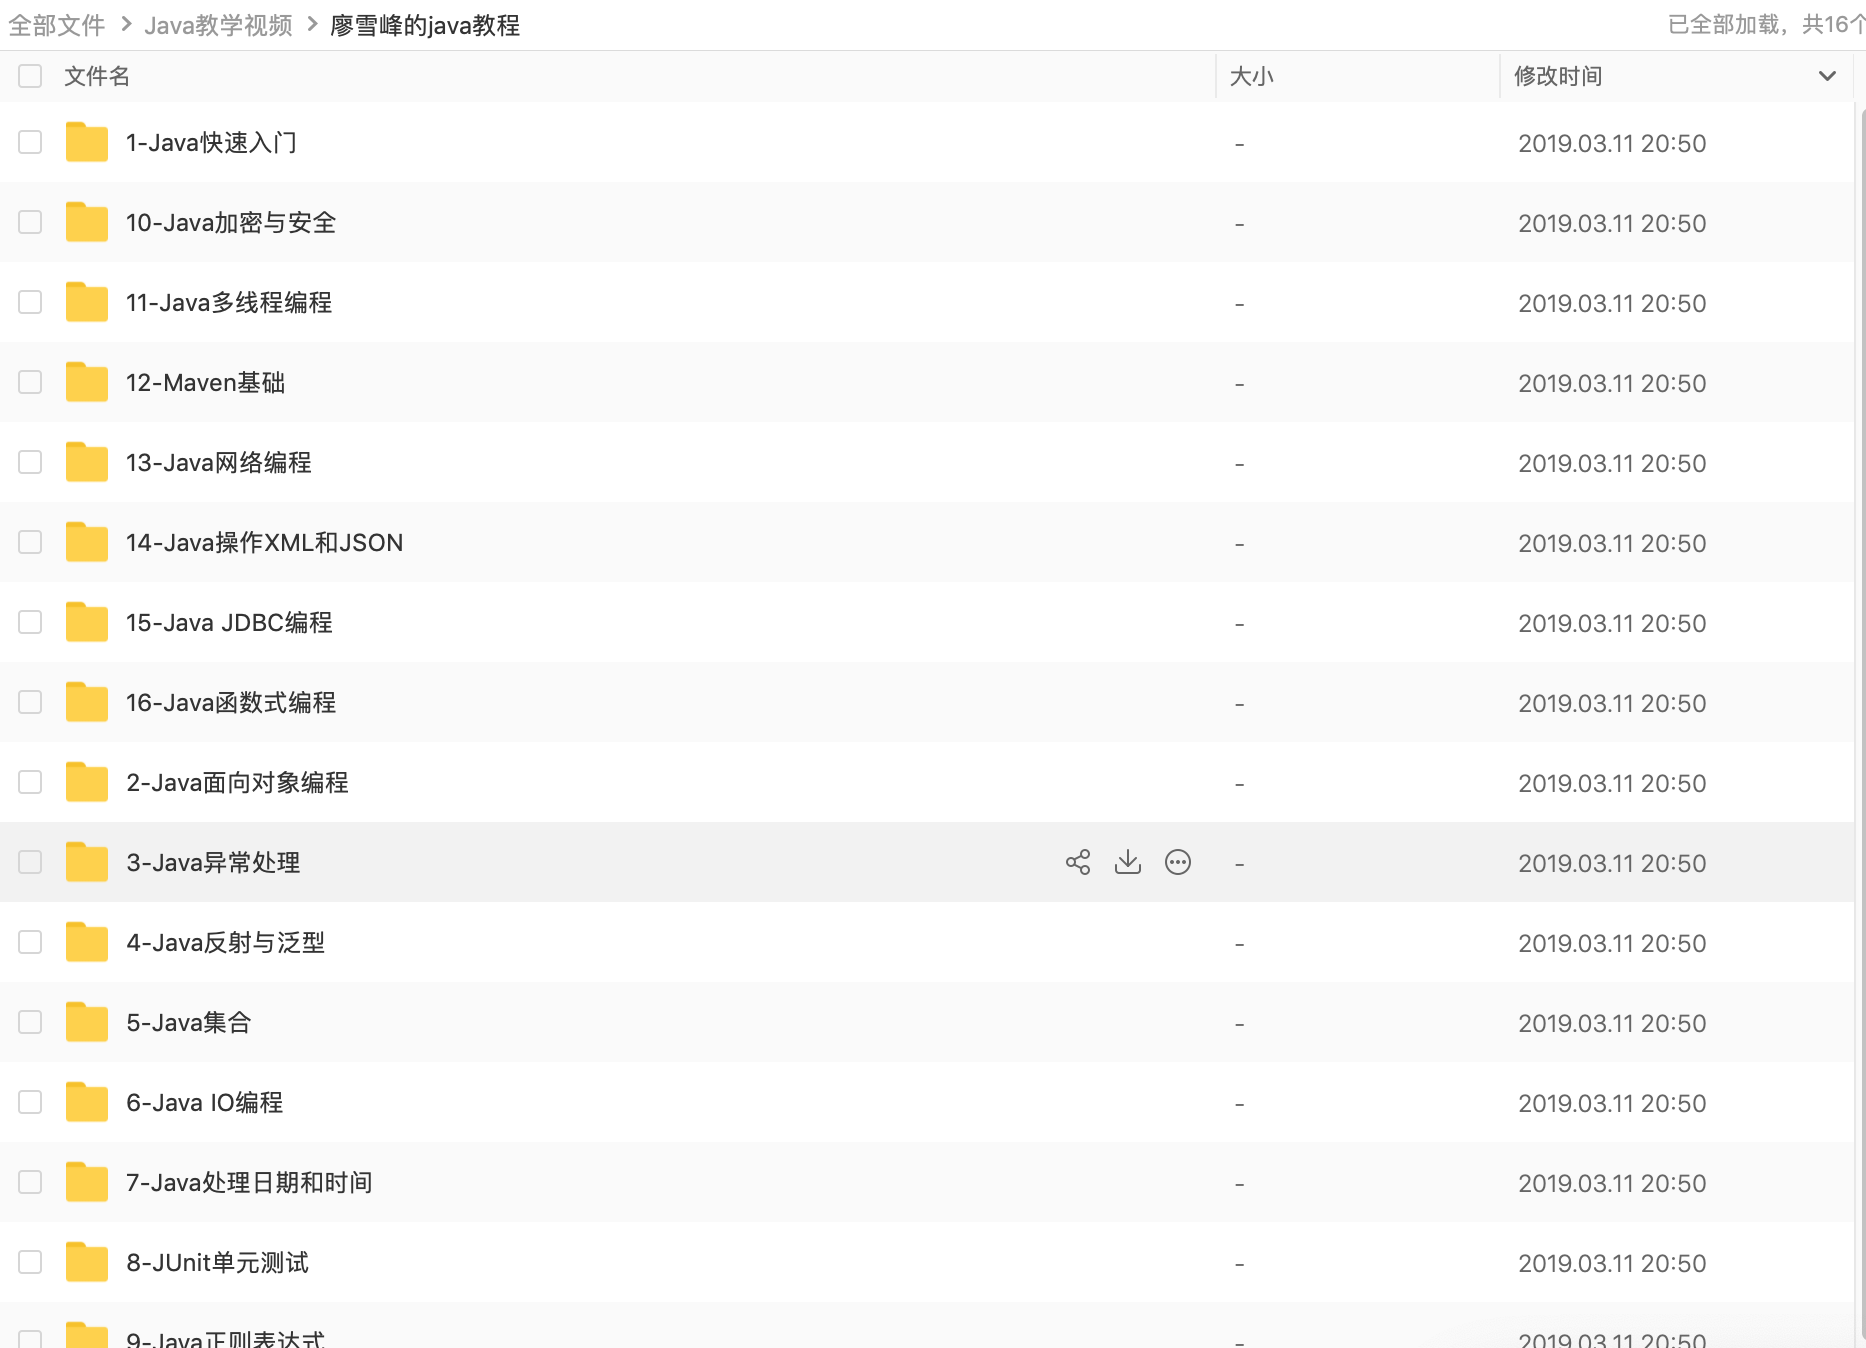 全部文件 > Java教学视频 > 廖雪峰的java教程 已全部加载，共16个
文件名 大小 修改时间
1-Java快速入门 - 2019.03.11 20:50
10-Java加密与安全 - 2019.03.11 20:50
11-Java多线程编程 - 2019.03.11 20:50
12-Maven基础 - 2019.03.11 20:50
13-Java网络编程 - 2019.03.11 20:50
14-Java操作XML和JSON - 2019.03.11 20:50
15-Java JDBC编程 - 2019.03.11 20:50
16-Java函数式编程 - 2019.03.11 20:50
2-Java面向对象编程 - 2019.03.11 20:50
3-Java异常处理 - 2019.03.11 20:50
4-Java反射与泛型 - 2019.03.11 20:50
5-Java集合 - 2019.03.11 20:50
6-Java IO编程 - 2019.03.11 20:50
7-Java处理日期和时间 - 2019.03.11 20:50
8-JUnit单元测试 - 2019.03.11 20:50
9-Java正则表达式 - 2019.03.11 20:50